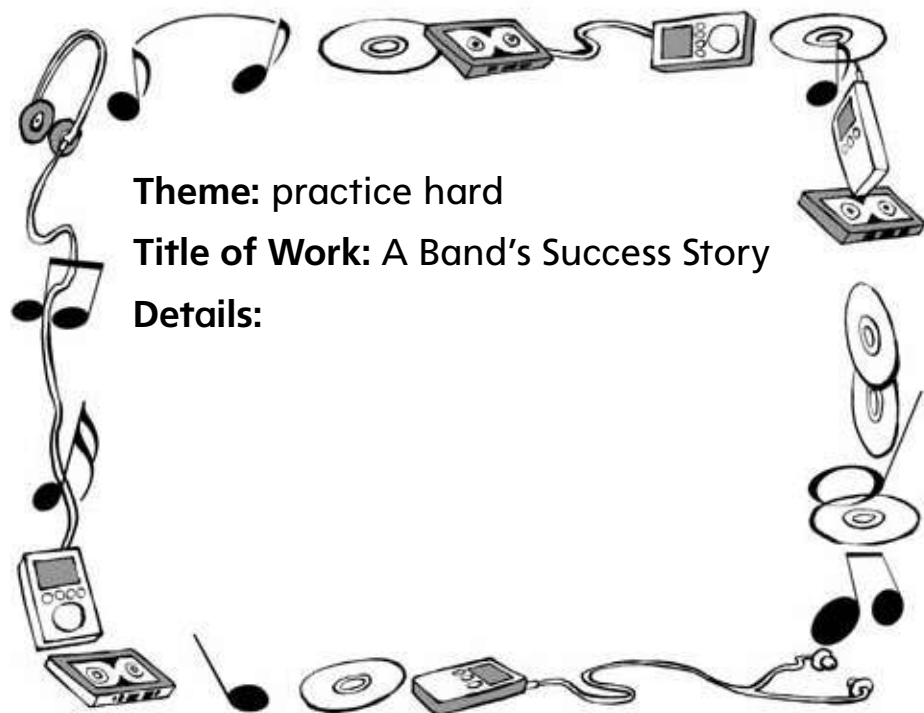 Theme: practice hard
Title of Work: A Band’s Success Story
Details: